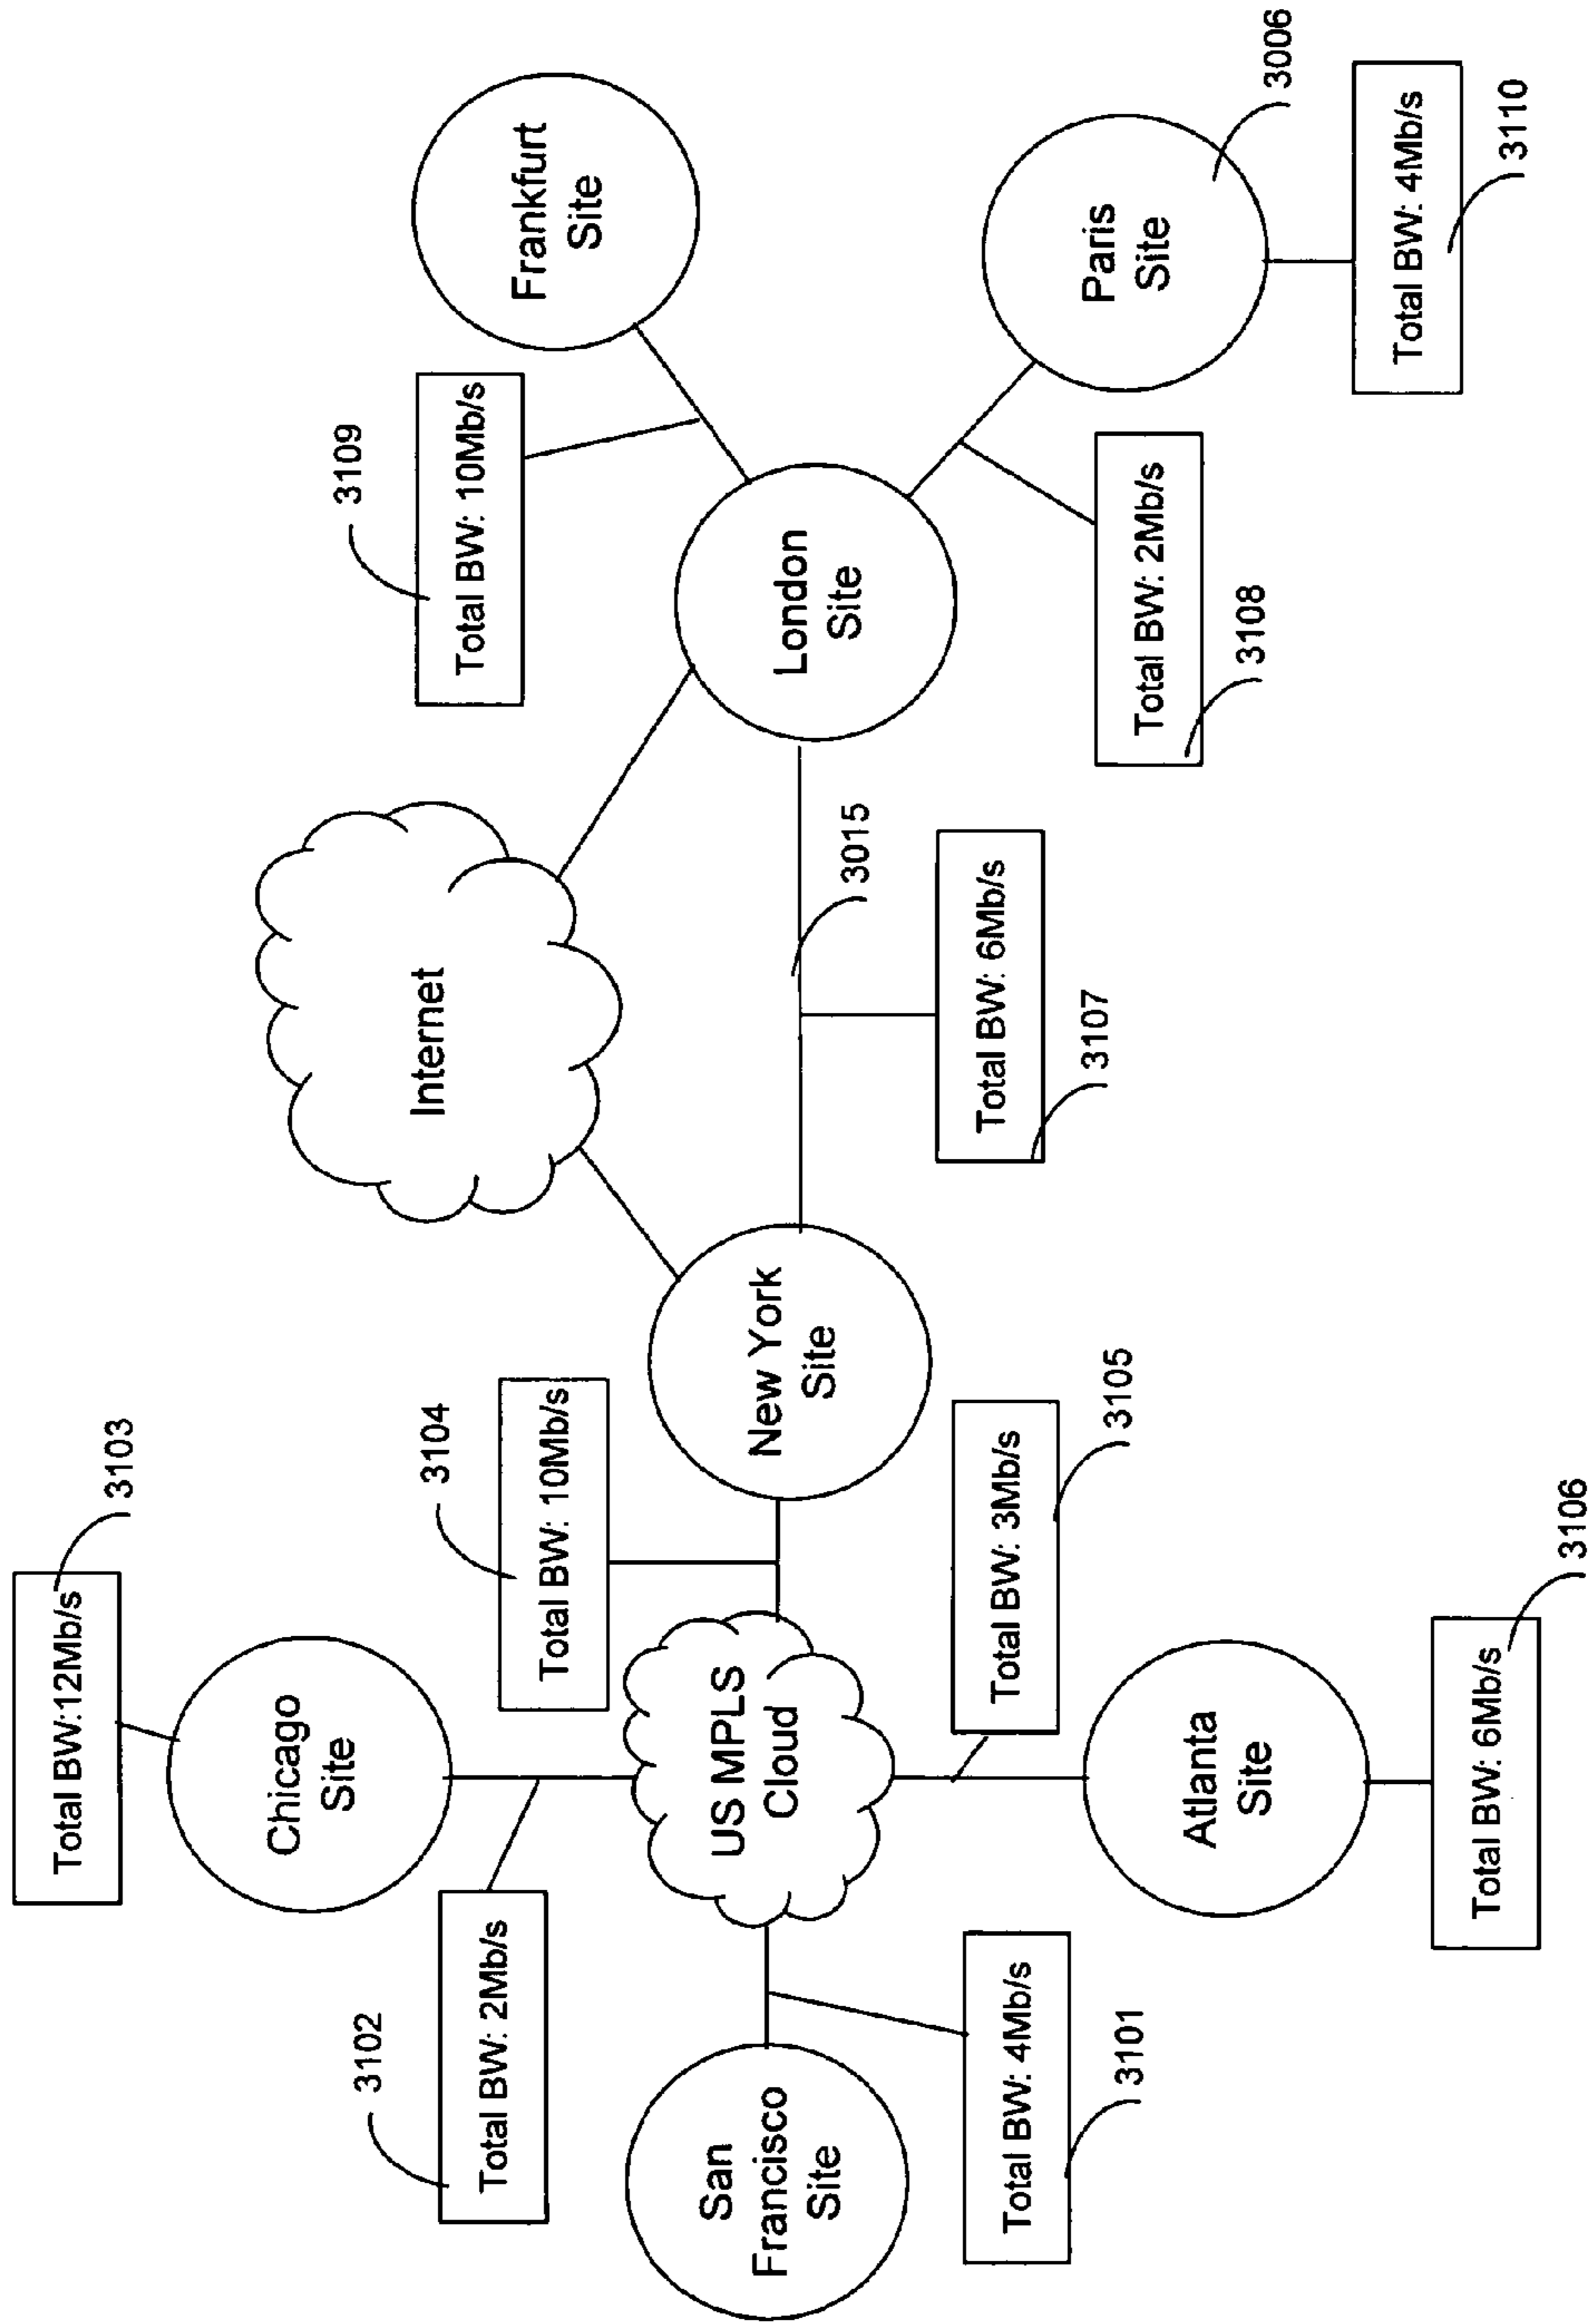 3103
Total BW:12Mb/s
Chicago
Site
3102
Total BW: 2Mb/s
3104
Total BW: 10Mb/s
Internet
3109
Total BW: 10Mb/s
Frankfurt
Site
San
Francisco
Site
US MPLS
Cloud
New York
Site
3015
London
Site
Total BW: 4Mb/s
3101
Total BW: 3Mb/s
3105
Total BW: 6Mb/s
3107
Total BW: 2Mb/s
3108
Paris
Site
3006
Atlanta
Site
Total BW: 6Mb/s
3106
Total BW: 4Mb/s
3110